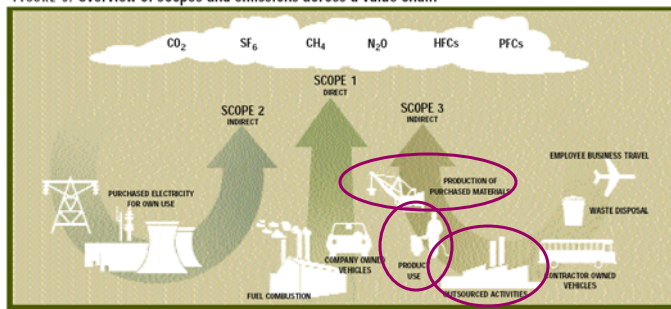 CO2 SF6 CH4 N2O HFCs PFCs
SCOPE 1
DIRECT
SCOPE 2
INDIRECT
SCOPE 3
INDIRECT
EMPLOYEE BUSINESS TRAVEL
PRODUCTION OF
PURCHASED MATERIALS
PURCHASED ELECTRICITY
FOR OWN USE
WASTE DISPOSAL
COMPANY OWNED
VEHICLES
PRODUCT
USE
CONTRACTOR OWNED
VEHICLES
OUTSOURCED ACTIVITIES
FUEL COMBUSTION